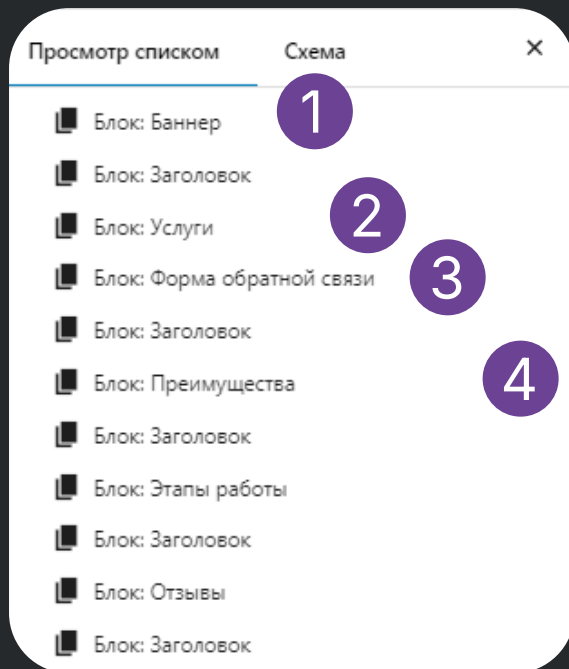 Просмотр списком Схема ×
Блок: Баннер 1
Блок: Заголовок
Блок: Услуги 2
Блок: Форма обратной связи 3
Блок: Заголовок
Блок: Преимущества 4
Блок: Заголовок
Блок: Этапы работы
Блок: Заголовок
Блок: Отзывы
Блок: Заголовок